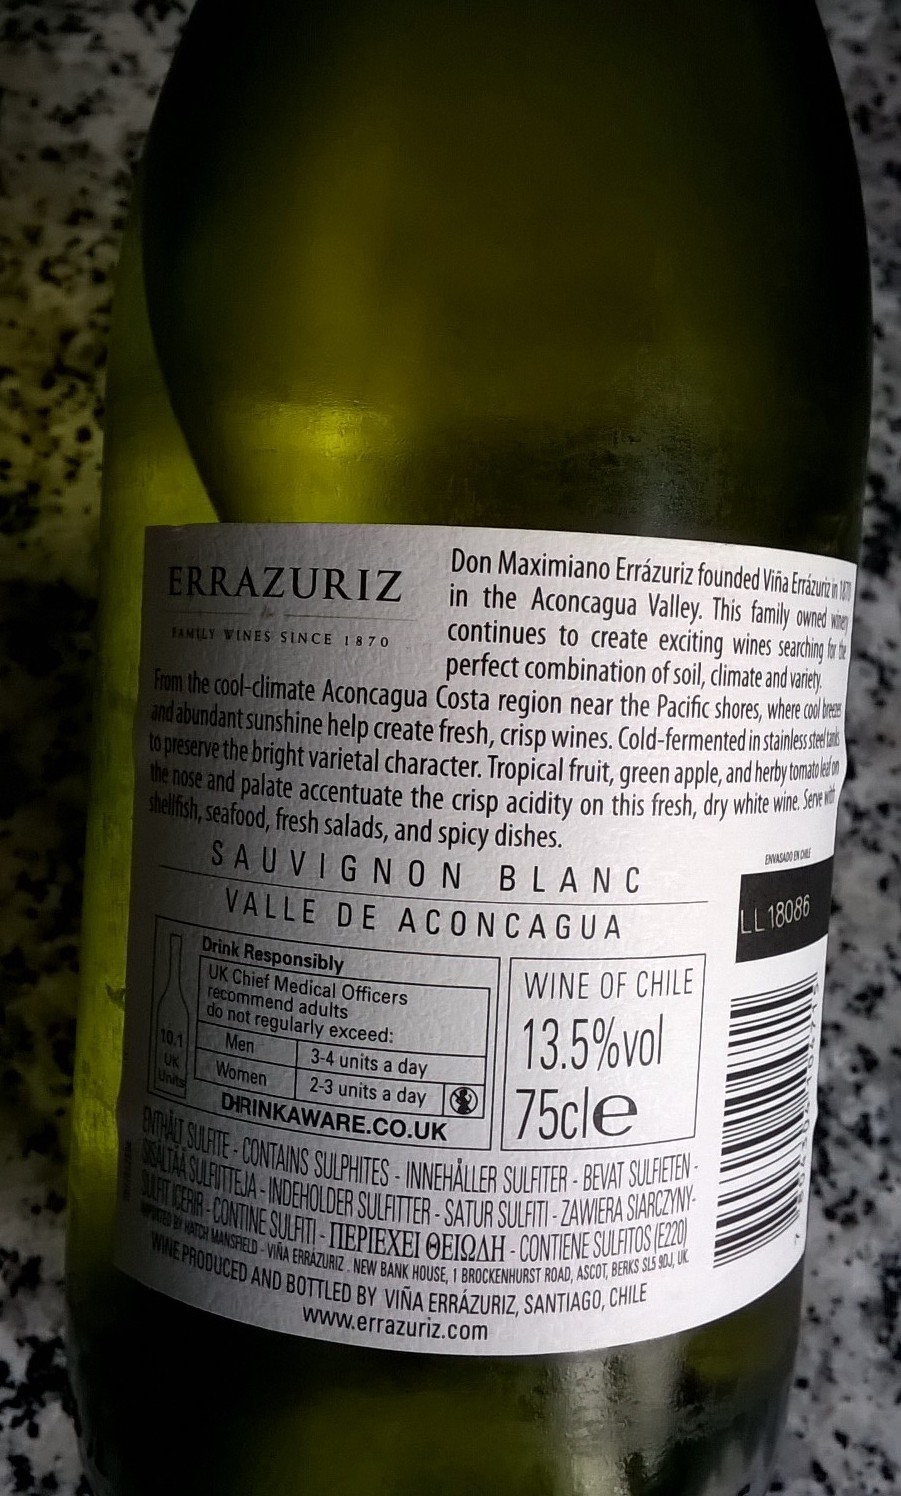 ERRAZURIZ
FAMILY WINES SINCE 1870
Don Maximiano Errázuriz founded Viña Errázuriz in 1870
in the Aconcagua Valley. This family owned winery
continues to create exciting wines searching for the
perfect combination of soil, climate and variety.
From the cool-climate Aconcagua Costa region near the Pacific shores, where cool breezes
and abundant sunshine help create fresh, crisp wines. Cold-fermented in stainless steel tanks
to preserve the bright varietal character. Tropical fruit, green apple, and herby tomato leaf on
the nose and palate accentuate the crisp acidity on this fresh, dry white wine. Serve with
shellfish, seafood, fresh salads, and spicy dishes.
SAUVIGNON BLANC
VALLE DE ACONCAGUA
ENVASADO EN CHILE
LL 18086
Drink Responsibly
UK Chief Medical Officers
recommend adults
do not regularly exceed:
Men 3-4 units a day
Women 2-3 units a day
10.1
UK
Units
DRINKAWARE.CO.UK
WINE OF CHILE
13.5%vol
75cle
ENTHÄLT SULFITE - CONTAINS SULPHITES - INNEHÅLLER SULFITER - BEVAT SULFIETEN -
SISÄLTÄÄ SULFIITTEJA - INDEHOLDER SULFITTER - SATUR SULFITI - ZAWIERA SIARCZYNY-
SULFIT ICERIR - CONTINE SULFITI - ΠΕΡΙΕΧΕΙ ΘΕΙΩΔΗ - CONTIENE SULFITOS (E220)
IMPORTED BY HATCH MANSFIELD - VIÑA ERRÁZURIZ . NEW BANK HOUSE, 1 BROCKENHURST ROAD, ASCOT, BERKS SL5 9DJ, UK.
WINE PRODUCED AND BOTTLED BY VIÑA ERRÁZURIZ, SANTIAGO, CHILE
www.errazuriz.com